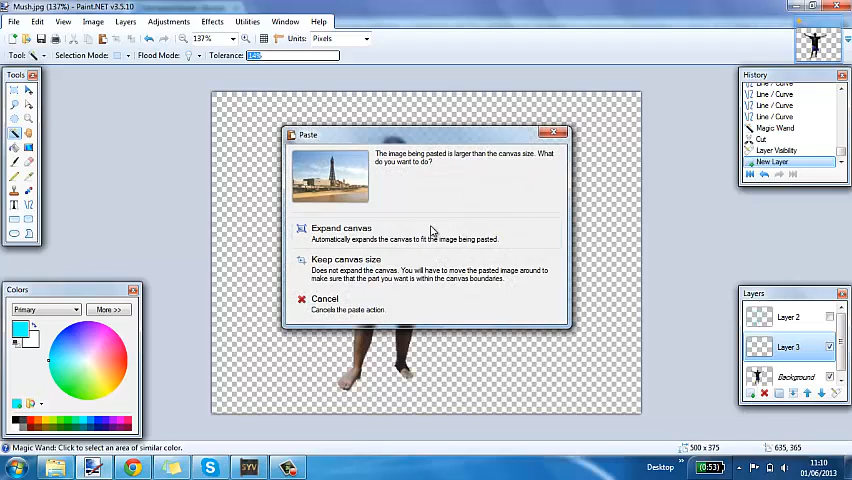 Mush.jpg (137%) - Paint.NET v3.5.10
File Edit View Image Layers Adjustments Effects Utilities Window Help
137% Units: Pixels
Tool: Selection Mode: Flood Mode: Tolerance: 14%
Tools
History
Line / Curve
Line / Curve
Line / Curve
Magic Wand
Cut
Layer Visibility
New Layer
Paste
The image being pasted is larger than the canvas size. What
do you want to do?
Expand canvas
Automatically expands the canvas to fit the image being pasted.
Keep canvas size
Does not expand the canvas. You will have to move the pasted image around to
make sure that the part you want is within the canvas boundaries.
Cancel
Cancels the paste action.
Colors
Primary More >>
Layers
Layer 2
Layer 3
Background
Magic Wand: Click to select an area of similar color.
500 x 375 635, 365
Desktop (0:53) 11:10
01/06/2013